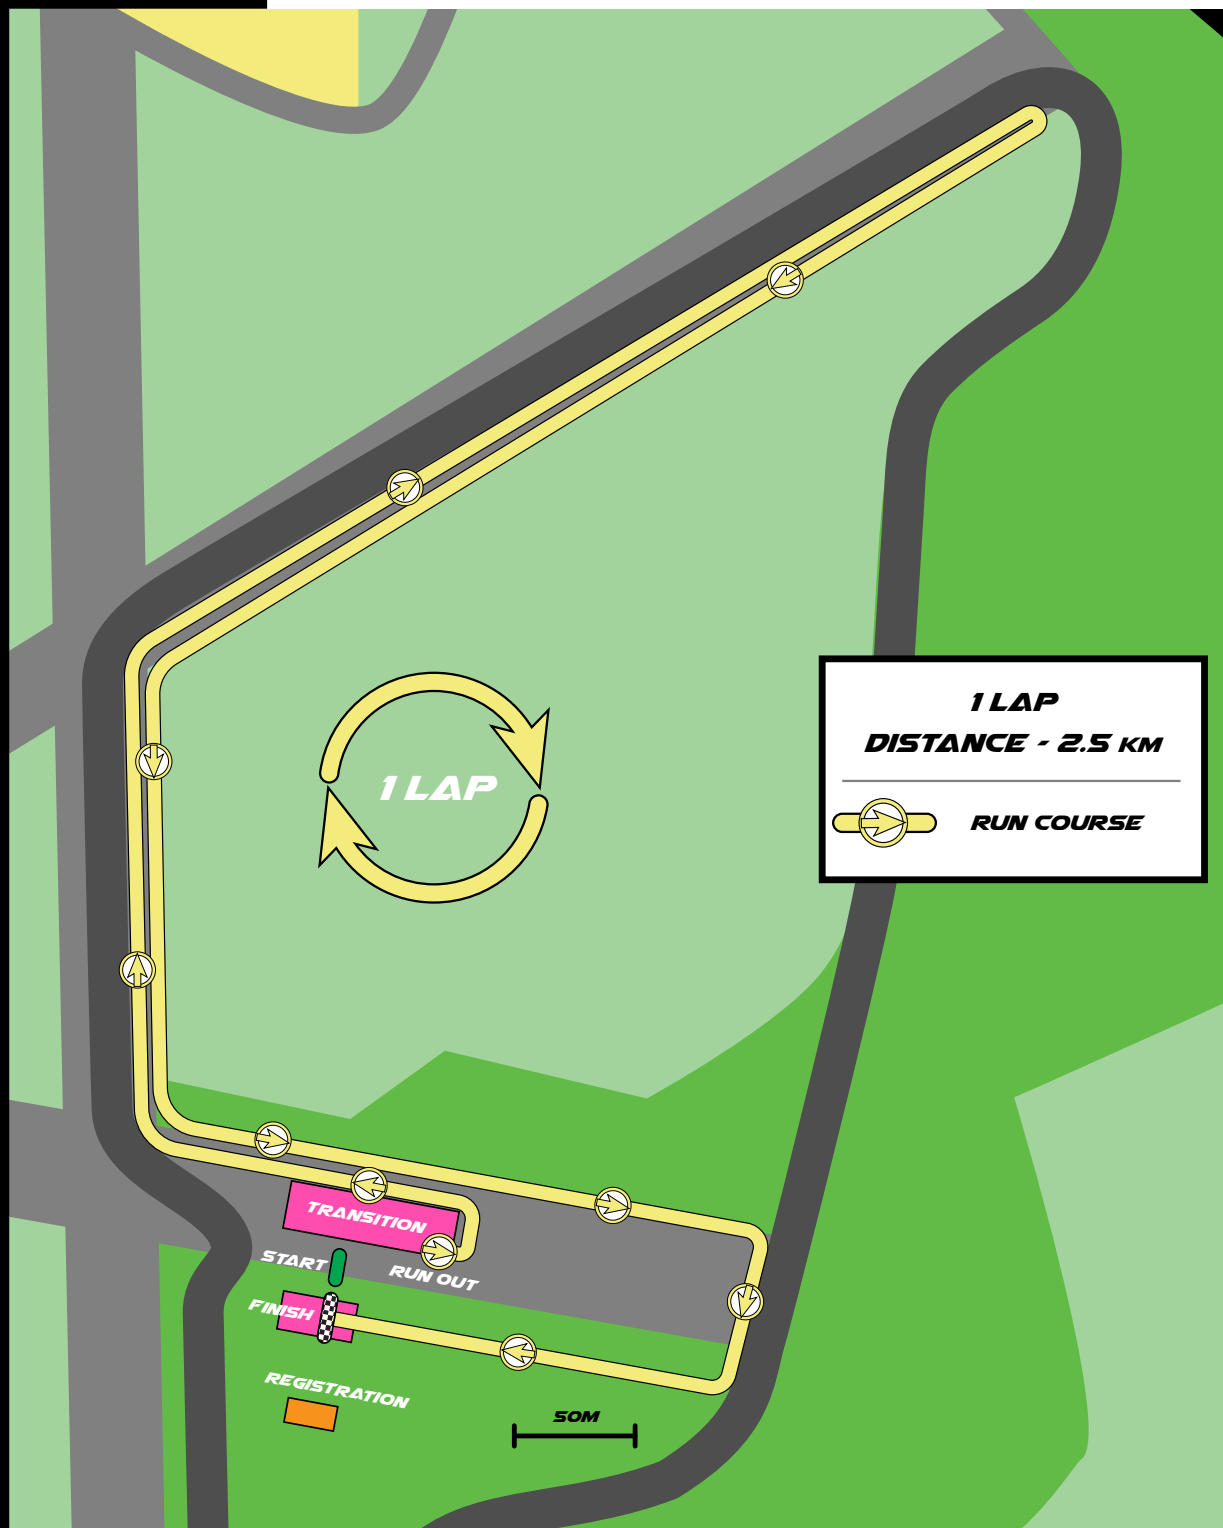 1 LAP
DISTANCE - 2.5 KM
1 LAP
RUN COURSE
TRANSITION
START
RUN OUT
FINISH
REGISTRATION
50M